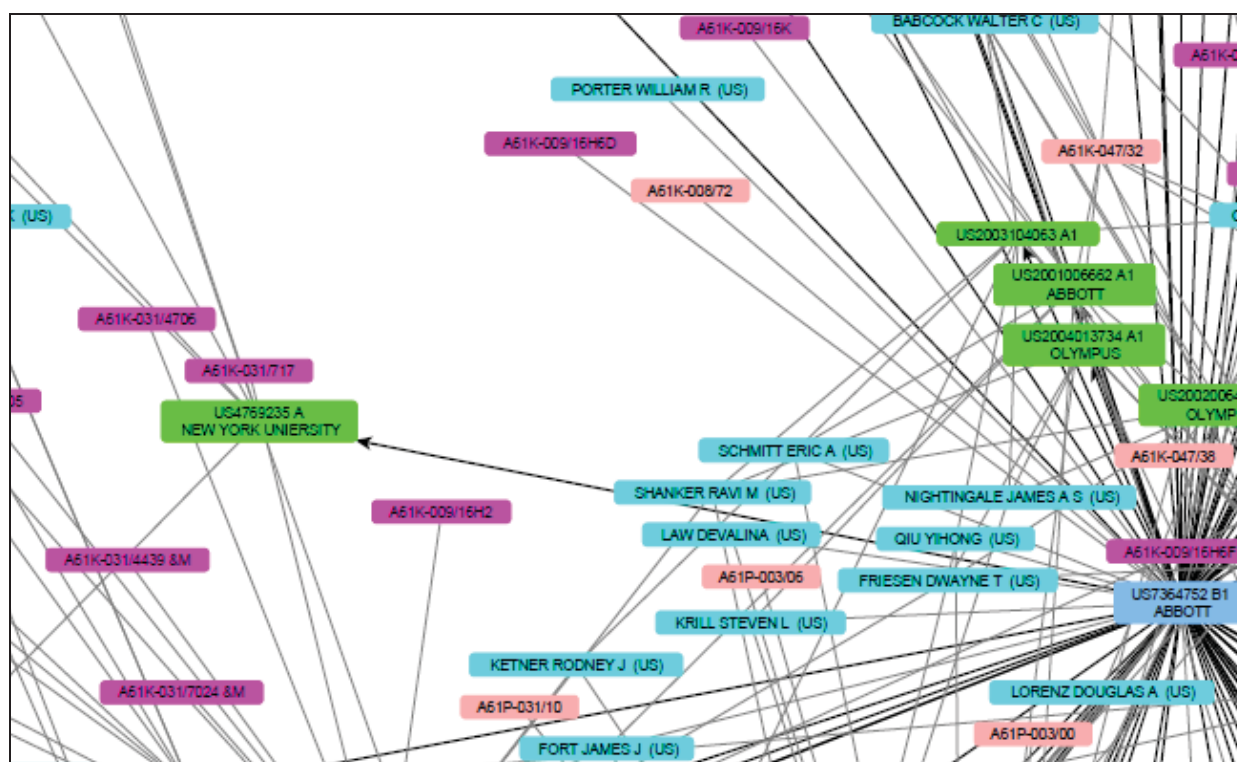 A61K-009/16K
BABCOCK WALTER C (US)
PORTER WILLIAM R (US)
A61K-009/16H6D
A61K-047/32
A61K-008/72
(US)
US2003104063 A1
US2001006662 A1
ABBOTT
A61K-031/4706
US2004013734 A1
OLYMPUS
A61K-031/717
US4769235 A
NEW YORK UNIERSITY
SCHMITT ERIC A (US)
A61K-047/38
SHANKER RAVI M (US)
NIGHTINGALE JAMES A S (US)
A61K-009/16H2
LAW DEVALINA (US)
QIU YIHONG (US)
A61K-031/4439 &M
A61K-009/16H6F
A61P-003/06
FRIESEN DWAYNE T (US)
US7364752 B1
ABBOTT
KRILL STEVEN L (US)
KETNER RODNEY J (US)
A61K-031/7024 &M
LORENZ DOUGLAS A (US)
A61P-031/10
A61P-003/00
FORT JAMES J (US)